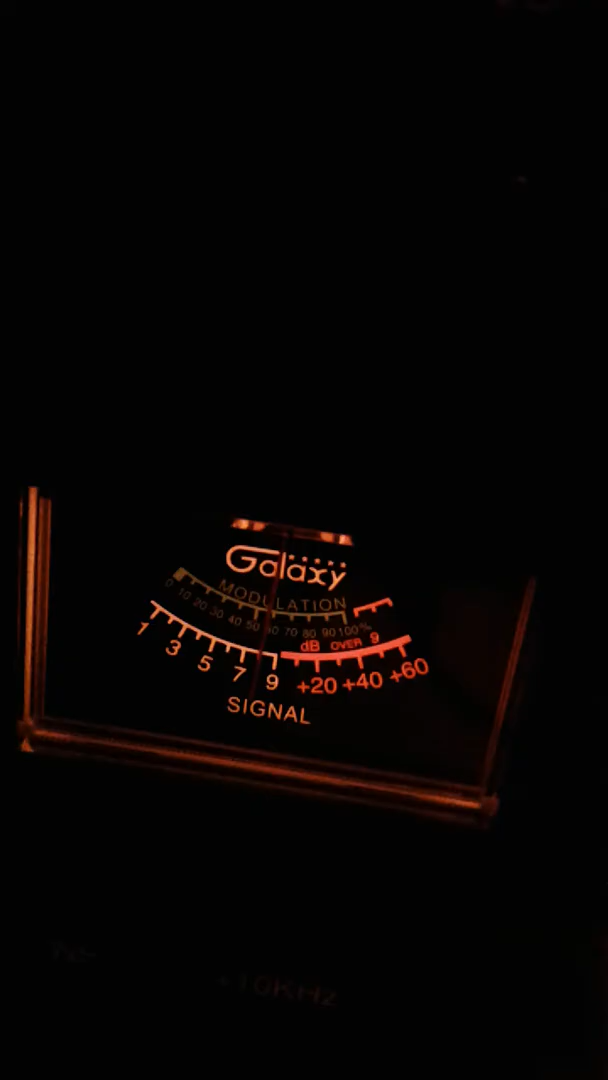 Galaxy
MODULATION
0 10 20 30 40 50 60 70 80 90 100%
dB OVER 9
1 3 5 7 9 +20 +40 +60
SIGNAL
+10KHz